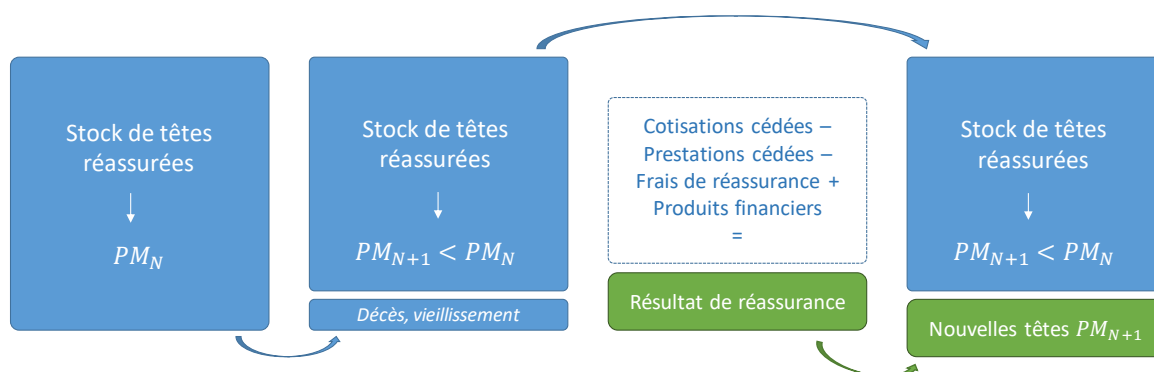 Stock de têtes
réassurées
PM_N
Stock de têtes
réassurées
PM_{N+1} < PM_N
Décès, vieillissement
Cotisations cédées –
Prestations cédées –
Frais de réassurance +
Produits financiers
=
Résultat de réassurance
Stock de têtes
réassurées
PM_{N+1} < PM_N
Nouvelles têtes PM_{N+1}